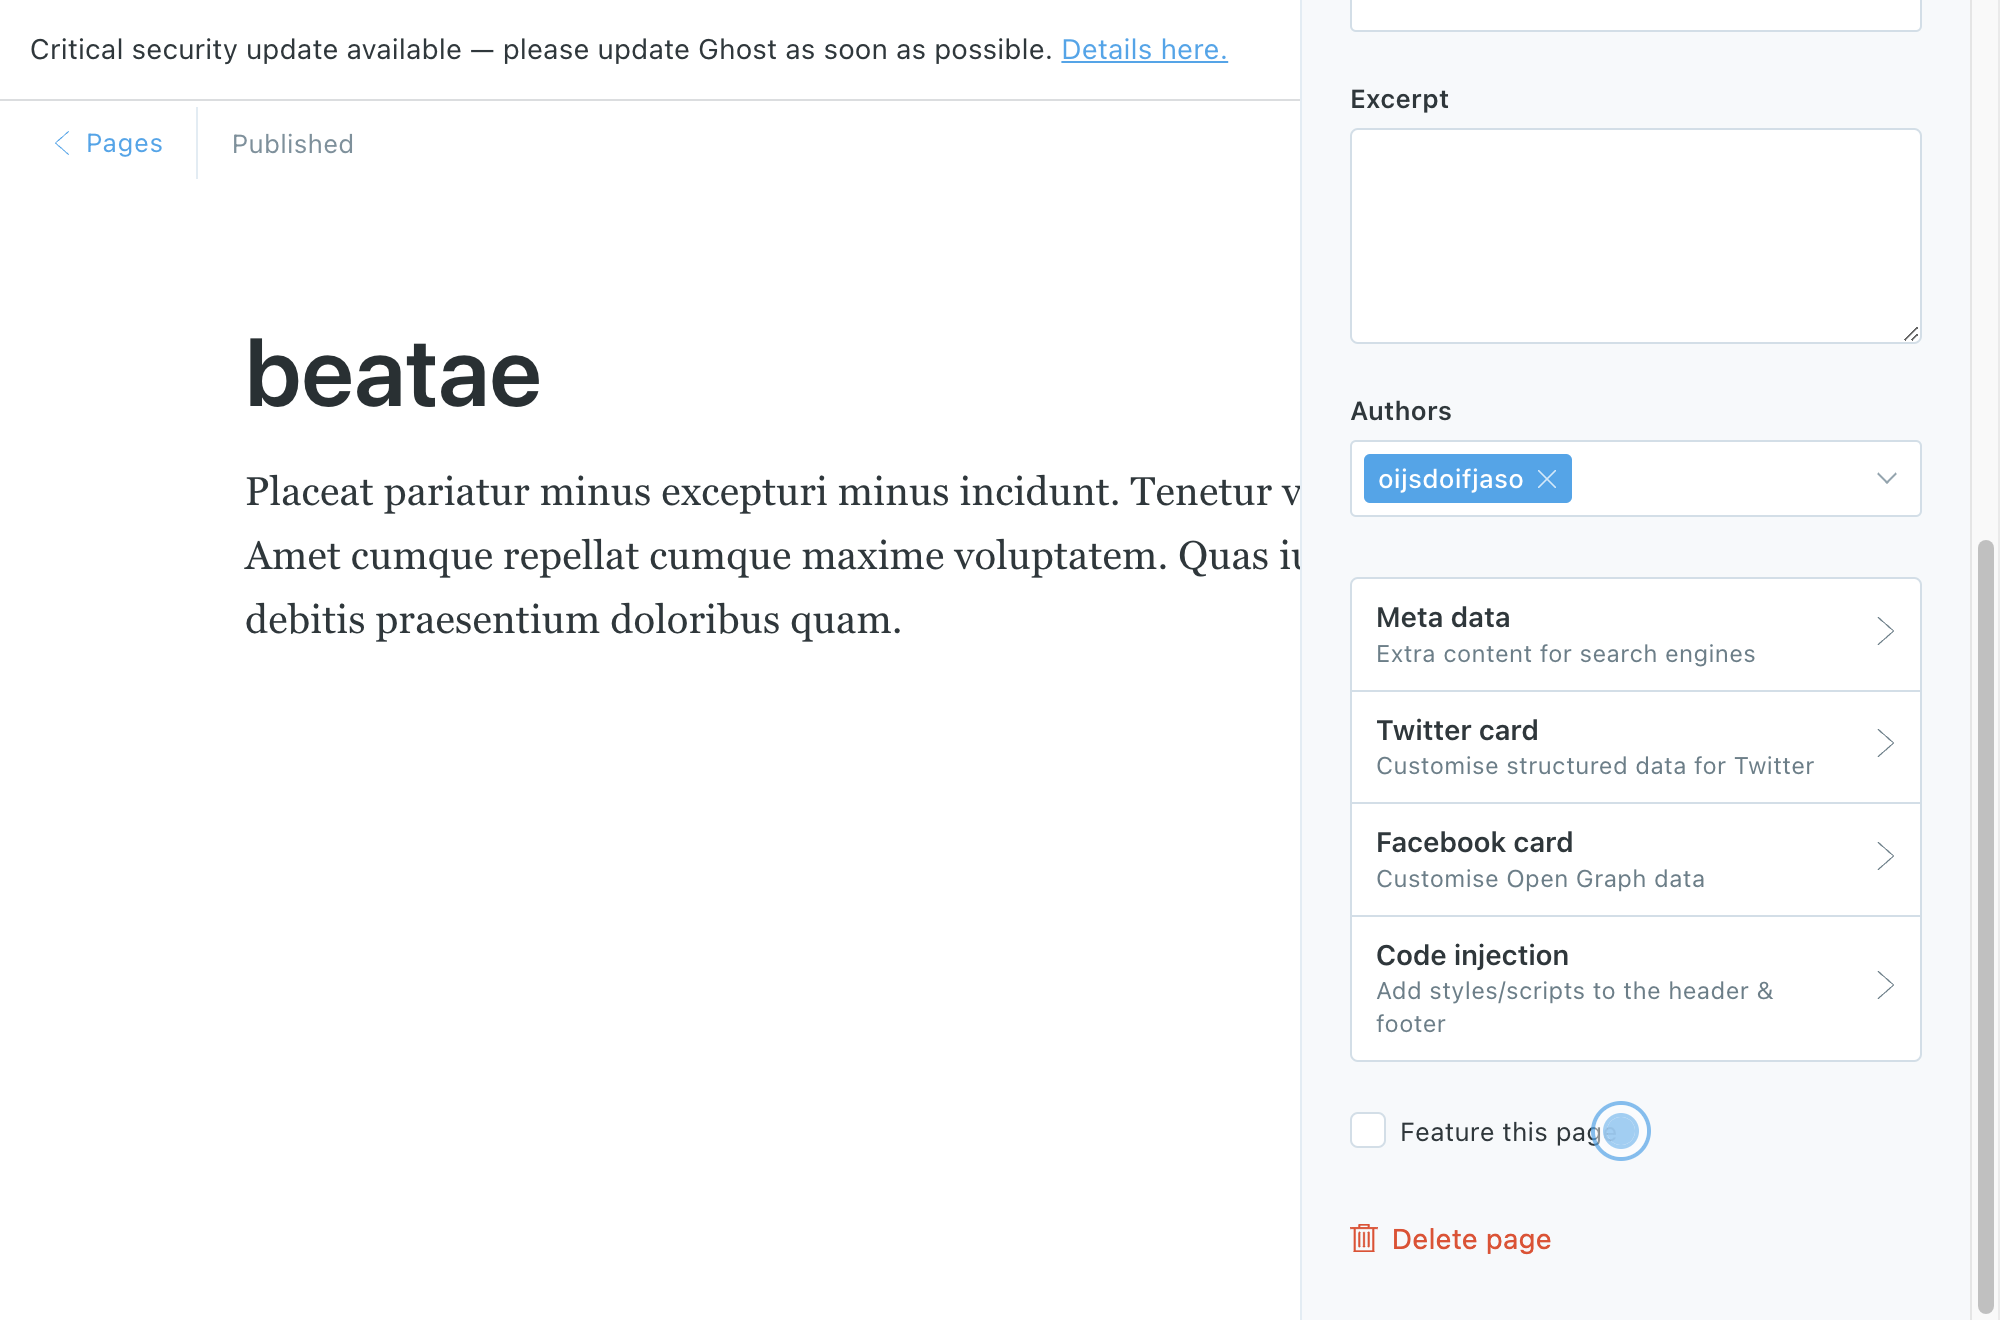 Critical security update available — please update Ghost as soon as possible. Details here.
Pages
Published
beatae
Placeat pariatur minus excepturi minus incidunt. Tenetur
Amet cumque repellat cumque maxime voluptatem. Quas
debitis praesentium doloribus quam.
Excerpt
Authors
oijsdoifjaso
Meta data
Extra content for search engines
Twitter card
Customise structured data for Twitter
Facebook card
Customise Open Graph data
Code injection
Add styles/scripts to the header &
footer
Feature this page
Delete page